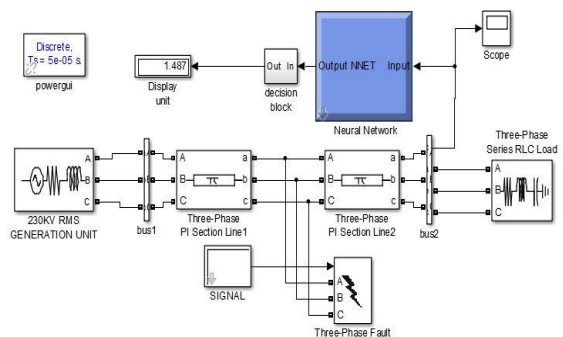 Discrete,
Ts = 5e-05 s.
powergui
1.487
Display
unit
Out In
decision
block
Output NNET Input
Neural Network
Scope
230KV RMS
GENERATION UNIT
A
B
C
bus1
A
B
C
a
b
c
Three-Phase
PI Section Line1
A
B
C
a
b
c
Three-Phase
PI Section Line2
bus2
Three-Phase
Series RLC Load
A
B
C
SIGNAL
A
B
C
Three-Phase Fault